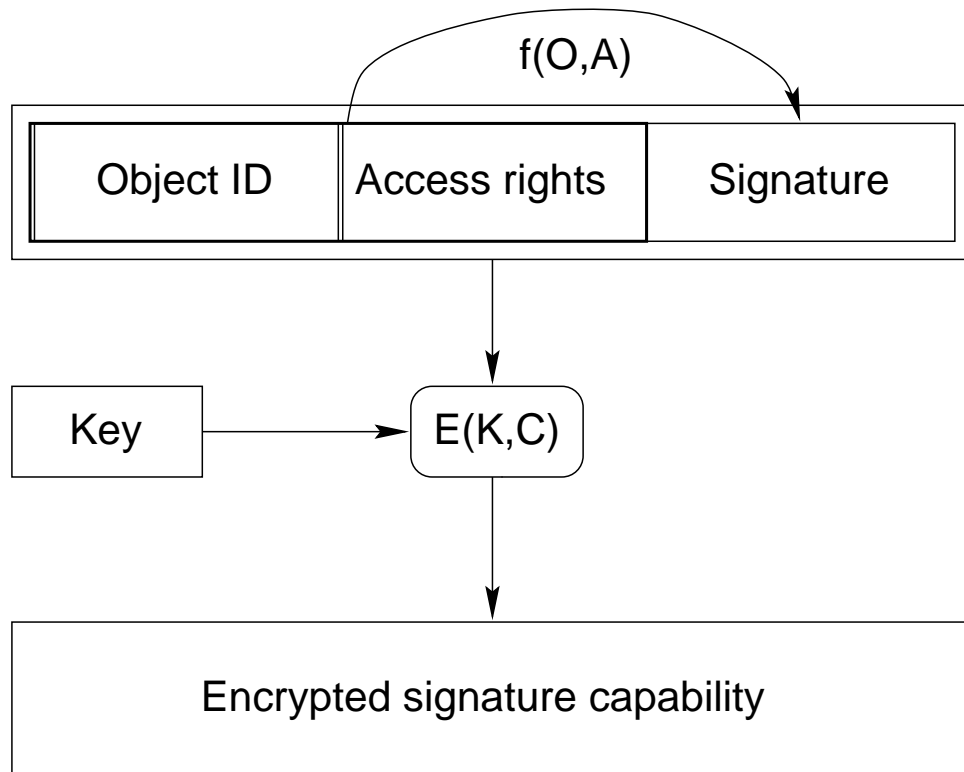 f(O,A)
Object ID
Access rights
Signature
Key
E(K,C)
Encrypted signature capability